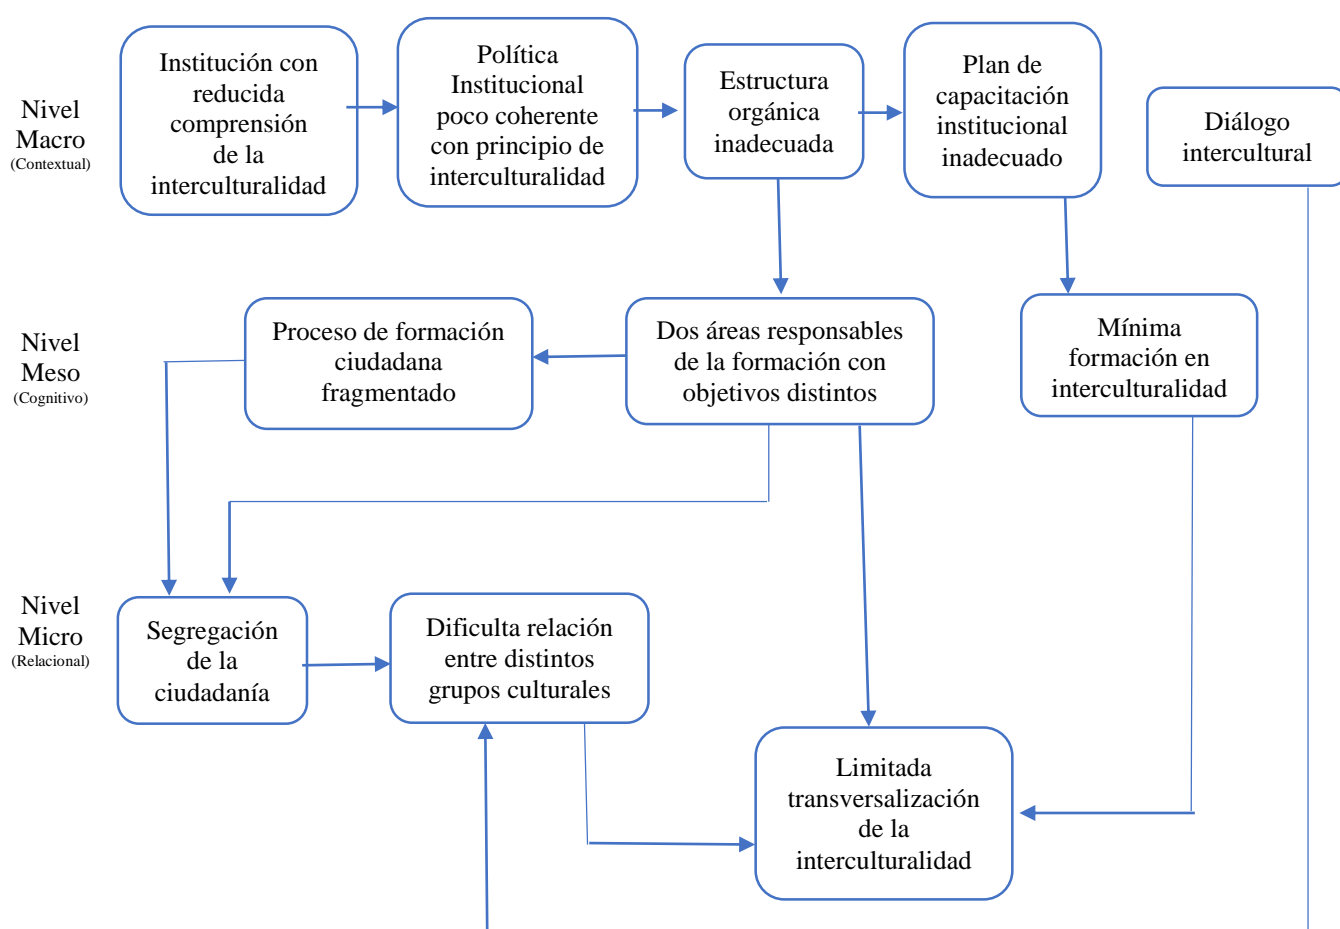 Nivel
Macro
(Contextual)
Institución con
reducida
comprensión
de la
interculturalidad
Política
Institucional
poco coherente
con principio de
interculturalidad
Estructura
orgánica
inadecuada
Plan de
capacitación
institucional
inadecuado
Diálogo
intercultural
Nivel
Meso
(Cognitivo)
Proceso de formación
ciudadana
fragmentado
Dos áreas responsables
de la formación con
objetivos distintos
Mínima
formación en
interculturalidad
Nivel
Micro
(Relacional)
Segregación
de la
ciudadanía
Dificulta relación
entre distintos
grupos culturales
Limitada
transversalización
de la
interculturalidad